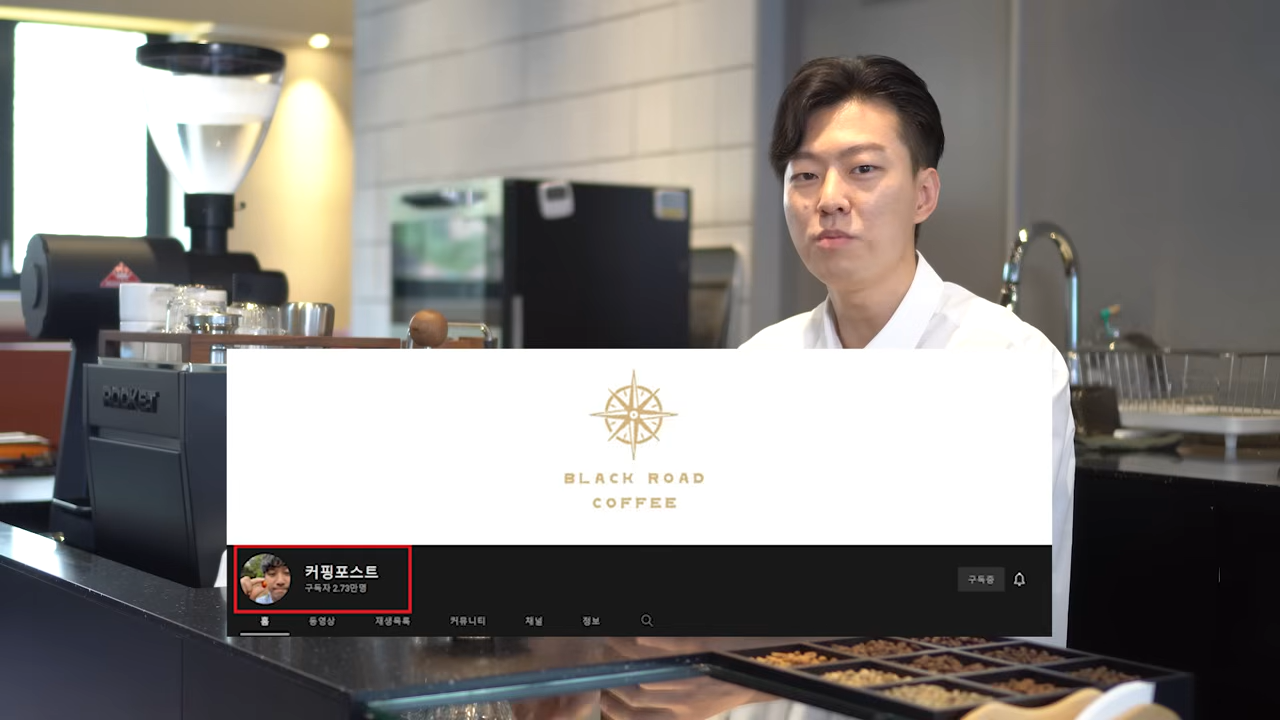 ROCKET
BLACK ROAD
COFFEE
커핑포스트
구독자 2.73만명
구독중
홈
동영상
재생목록
커뮤니티
채널
정보